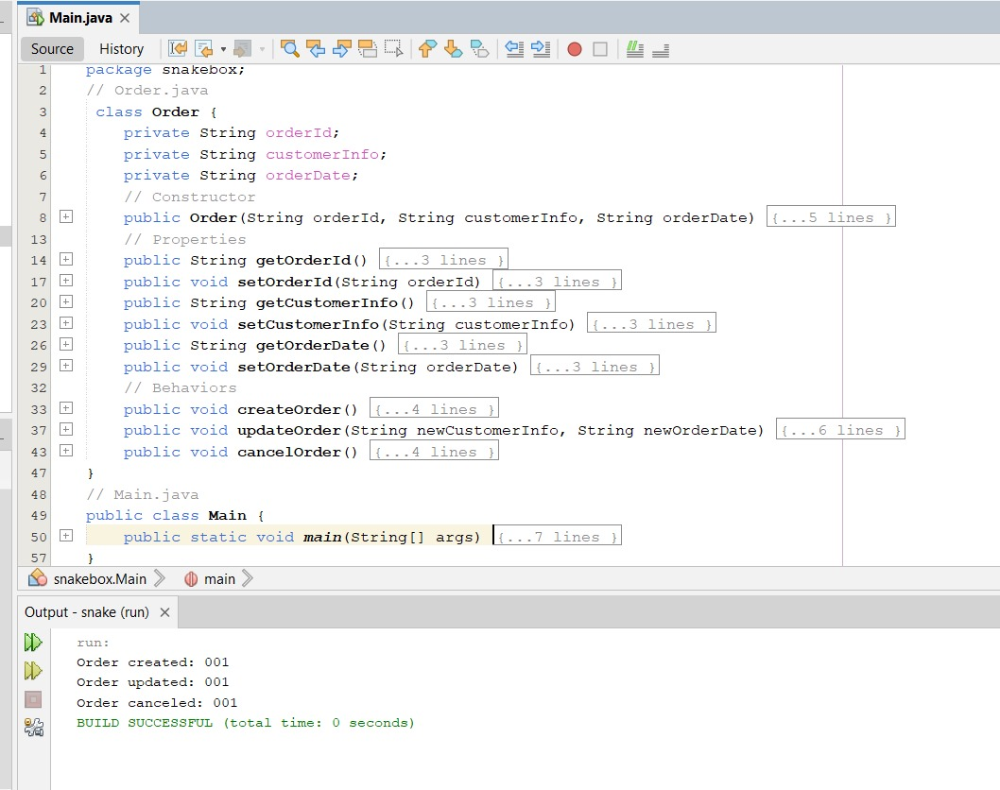 Main.java
Source History
1 package snakebox;
2 // Order.java
3 class Order {
4 private String orderId;
5 private String customerInfo;
6 private String orderDate;
7 // Constructor
8 public Order(String orderId, String customerInfo, String orderDate) {...5 lines }
13 // Properties
14 public String getOrderId() {...3 lines }
17 public void setOrderId(String orderId) {...3 lines }
20 public String getCustomerInfo() {...3 lines }
23 public void setCustomerInfo(String customerInfo) {...3 lines }
26 public String getOrderDate() {...3 lines }
29 public void setOrderDate(String orderDate) {...3 lines }
32 // Behaviors
33 public void createOrder() {...4 lines }
37 public void updateOrder(String newCustomerInfo, String newOrderDate) {...6 lines }
43 public void cancelOrder() {...4 lines }
47 }
48 // Main.java
49 public class Main {
50 public static void main(String[] args) {...7 lines }
57 }
snakebox.Main main
Output - snake (run)
run:
Order created: 001
Order updated: 001
Order canceled: 001
BUILD SUCCESSFUL (total time: 0 seconds)